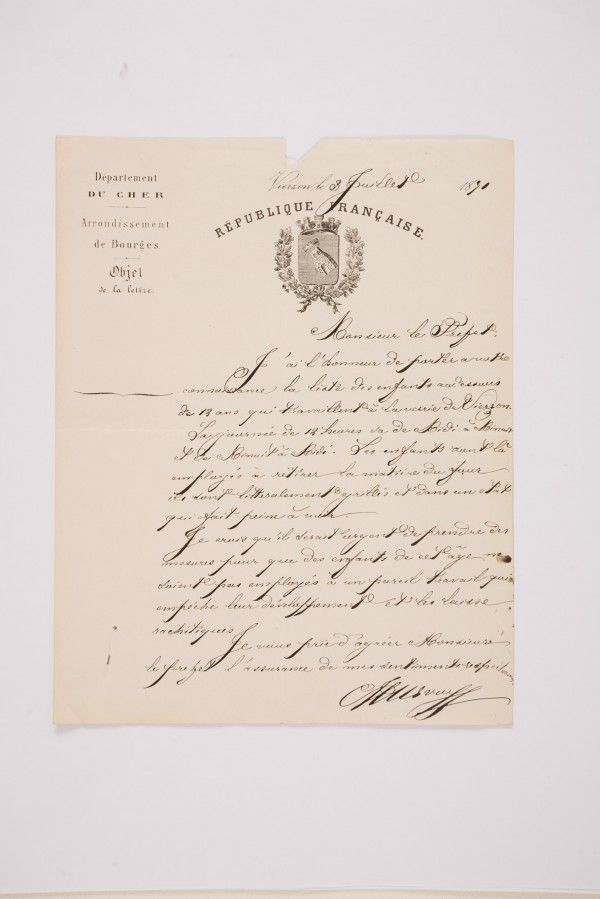 Département
DU CHER
Arrondissement
de Bourges
Objet
de la lettre.
Vierzon le 8 Juillet 1890
RÉPUBLIQUE FRANÇAISE.
Monsieur le Préfet,
J'ai l'honneur de porter a votre
connaissance la liste des enfants audessus
de 12 ans qui travaillent à la verrie de Vierzon.
La journée de 12 heures va de Midi à Minuit
et de Minuit à Midi. Les enfants sont là
employés à retirer la matière du four
ils sont littéralement grillés et dans un état
qui fait peine à voir.
Je crois qu'il serait urgent de prendre des
mesures pour que des enfants de cet âge ne
soient pas employés à un pareil travail qui
empêche leur développement et les laisse
rachitiques
Je vous prie d'agréer Monsieur
le préfet l'assurance de mes sentiments respectueux